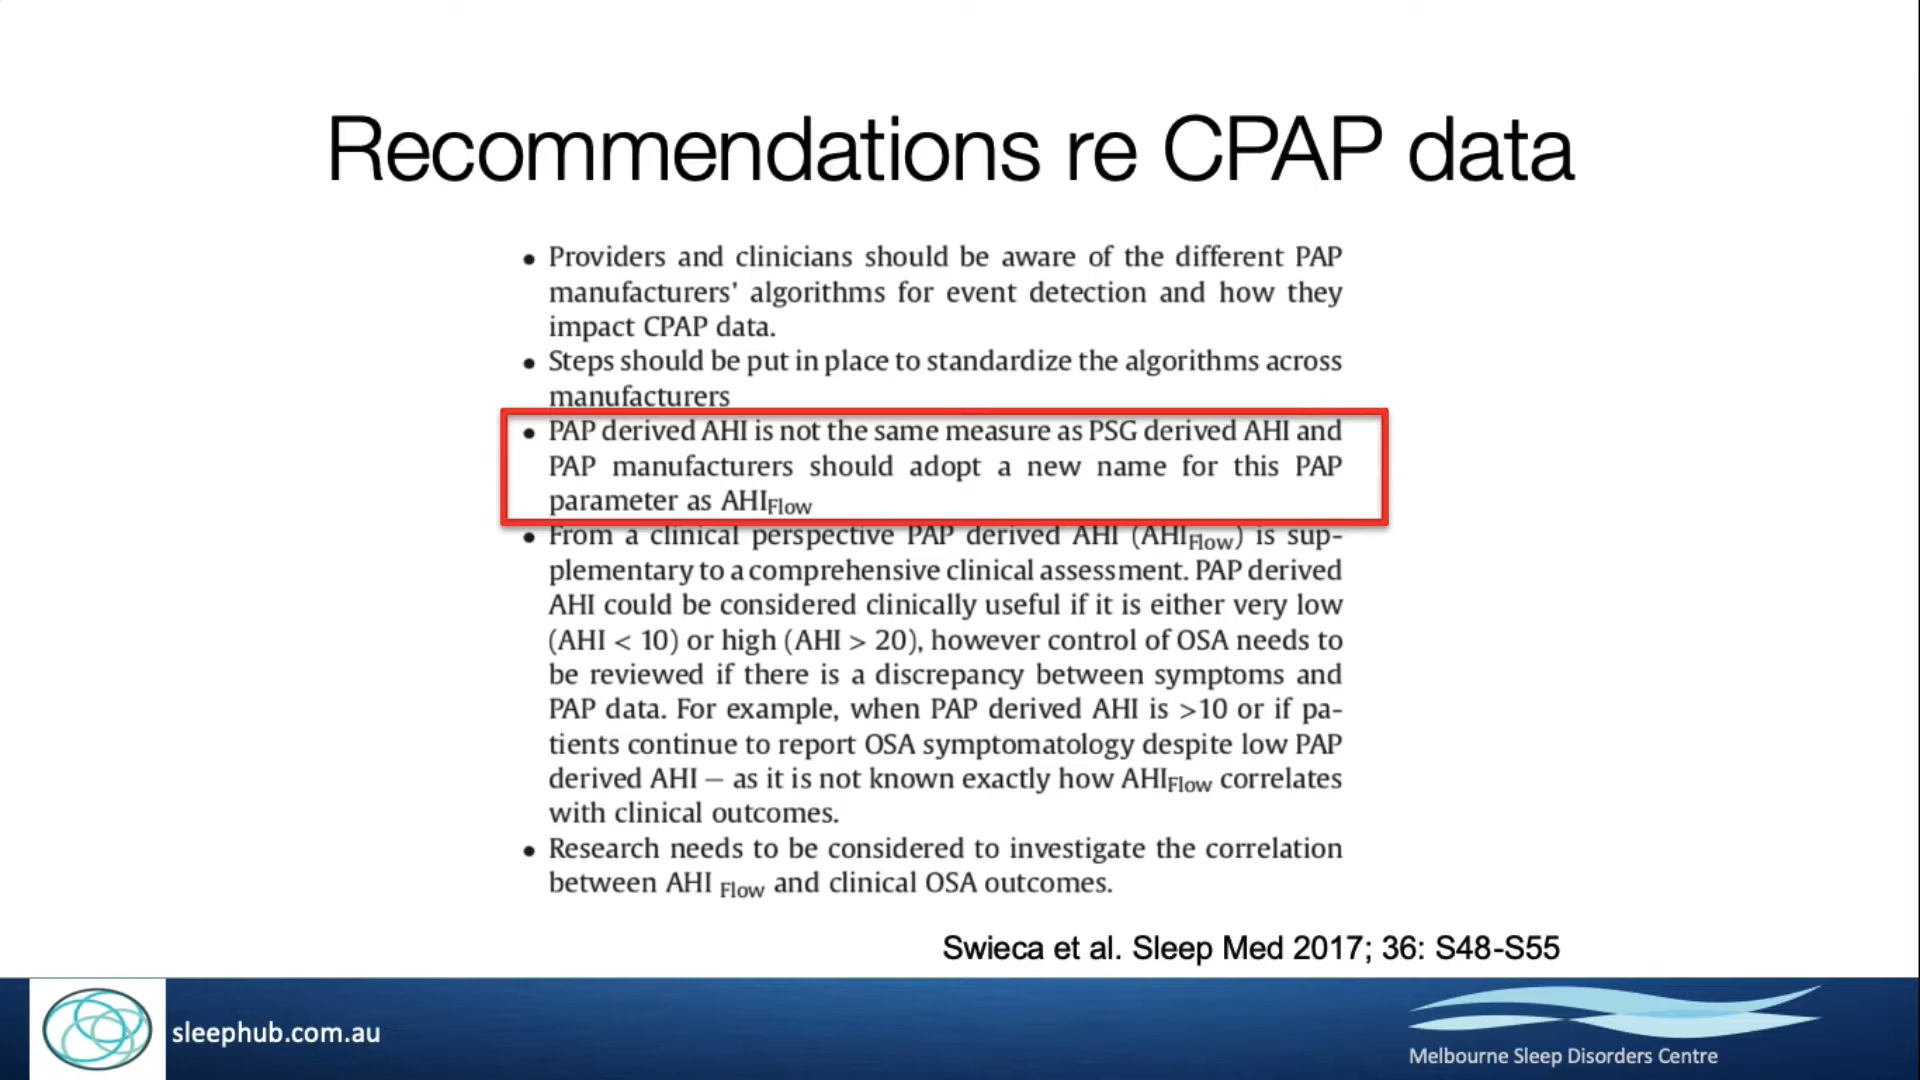 Recommendations re CPAP data
• Providers and clinicians should be aware of the different PAP
manufacturers' algorithms for event detection and how they
impact CPAP data.
• Steps should be put in place to standardize the algorithms across
manufacturers
• PAP derived AHI is not the same measure as PSG derived AHI and
PAP manufacturers should adopt a new name for this PAP
parameter as AHIFlow
• From a clinical perspective PAP derived AHI (AHIFlow) is sup-
plementary to a comprehensive clinical assessment. PAP derived
AHI could be considered clinically useful if it is either very low
(AHI < 10) or high (AHI > 20), however control of OSA needs to
be reviewed if there is a discrepancy between symptoms and
PAP data. For example, when PAP derived AHI is >10 or if pa-
tients continue to report OSA symptomatology despite low PAP
derived AHI — as it is not known exactly how AHIFlow correlates
with clinical outcomes.
• Research needs to be considered to investigate the correlation
between AHI Flow and clinical OSA outcomes.
Swieca et al. Sleep Med 2017; 36: S48-S55
sleephub.com.au
Melbourne Sleep Disorders Centre